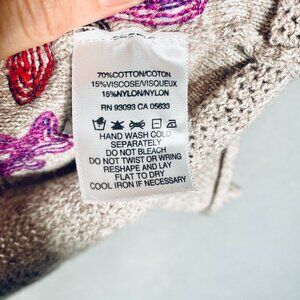 70%COTTON/COTON
15%VISCOSE/VISQUEUX
15%NYLON/NYLON
RN 93093 CA 05633
HAND WASH COLD
SEPARATELY
DO NOT BLEACH
DO NOT TWIST OR WRING
RESHAPE AND LAY
FLAT TO DRY
COOL IRON IF NECESSARY